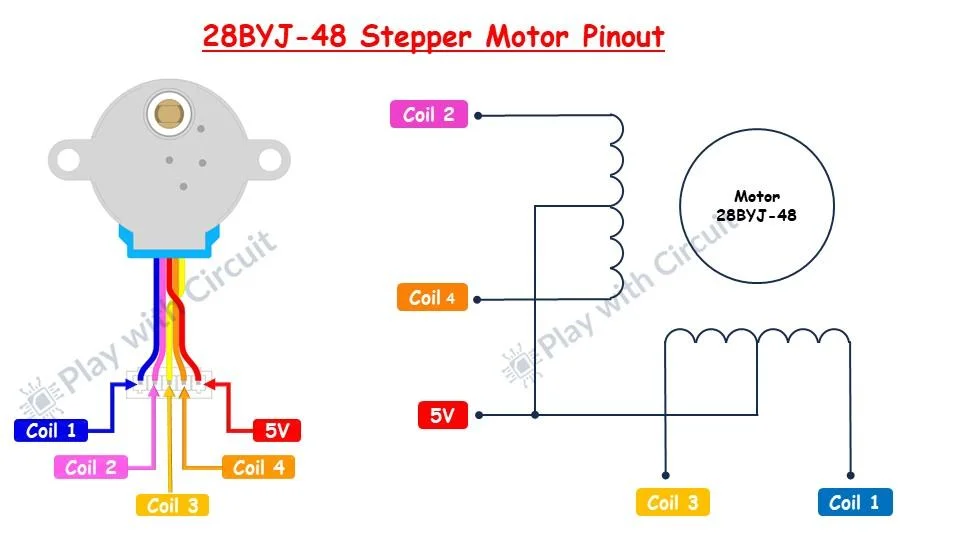 28BYJ-48 Stepper Motor Pinout
Coil 2
Motor
28BYJ-48
Coil 4
5V
Coil 1
5V
Coil 2
Coil 4
Coil 3
Coil 3
Coil 1
Play with Circuit
Play with Circuit